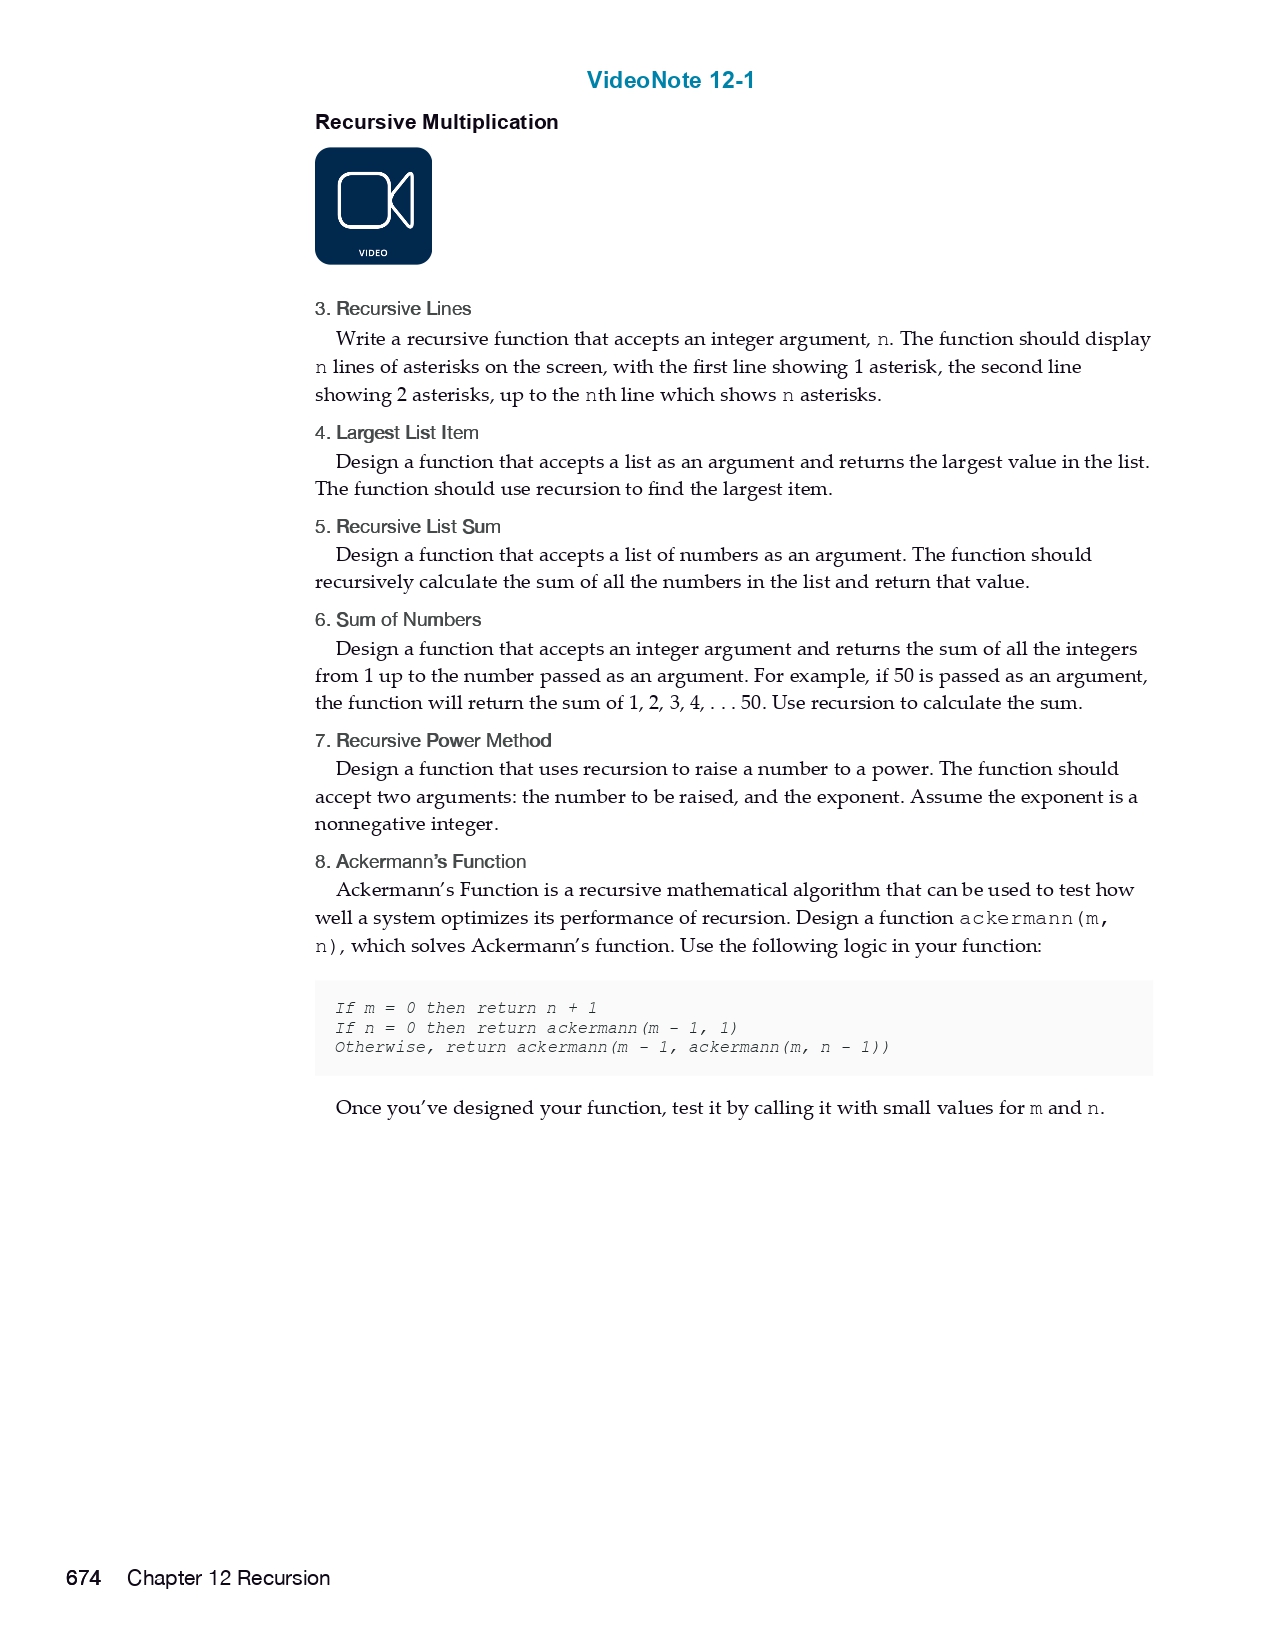 VideoNote 12-1
Recursive Multiplication
VIDEO
3. Recursive Lines
Write a recursive function that accepts an integer argument, n. The function should display
n lines of asterisks on the screen, with the first line showing 1 asterisk, the second line
showing 2 asterisks, up to the nth line which shows n asterisks.
4. Largest List Item
Design a function that accepts a list as an argument and returns the largest value in the list.
The function should use recursion to find the largest item.
5. Recursive List Sum
Design a function that accepts a list of numbers as an argument. The function should
recursively calculate the sum of all the numbers in the list and return that value.
6. Sum of Numbers
Design a function that accepts an integer argument and returns the sum of all the integers
from 1 up to the number passed as an argument. For example, if 50 is passed as an argument,
the function will return the sum of 1, 2, 3, 4, . . . 50. Use recursion to calculate the sum.
7. Recursive Power Method
Design a function that uses recursion to raise a number to a power. The function should
accept two arguments: the number to be raised, and the exponent. Assume the exponent is a
nonnegative integer.
8. Ackermann’s Function
Ackermann’s Function is a recursive mathematical algorithm that can be used to test how
well a system optimizes its performance of recursion. Design a function ackermann(m,
n), which solves Ackermann’s function. Use the following logic in your function:
If m = 0 then return n + 1
If n = 0 then return ackermann(m − 1, 1)
Otherwise, return ackermann(m − 1, ackermann(m, n − 1))
Once you’ve designed your function, test it by calling it with small values for m and n.
674 Chapter 12 Recursion